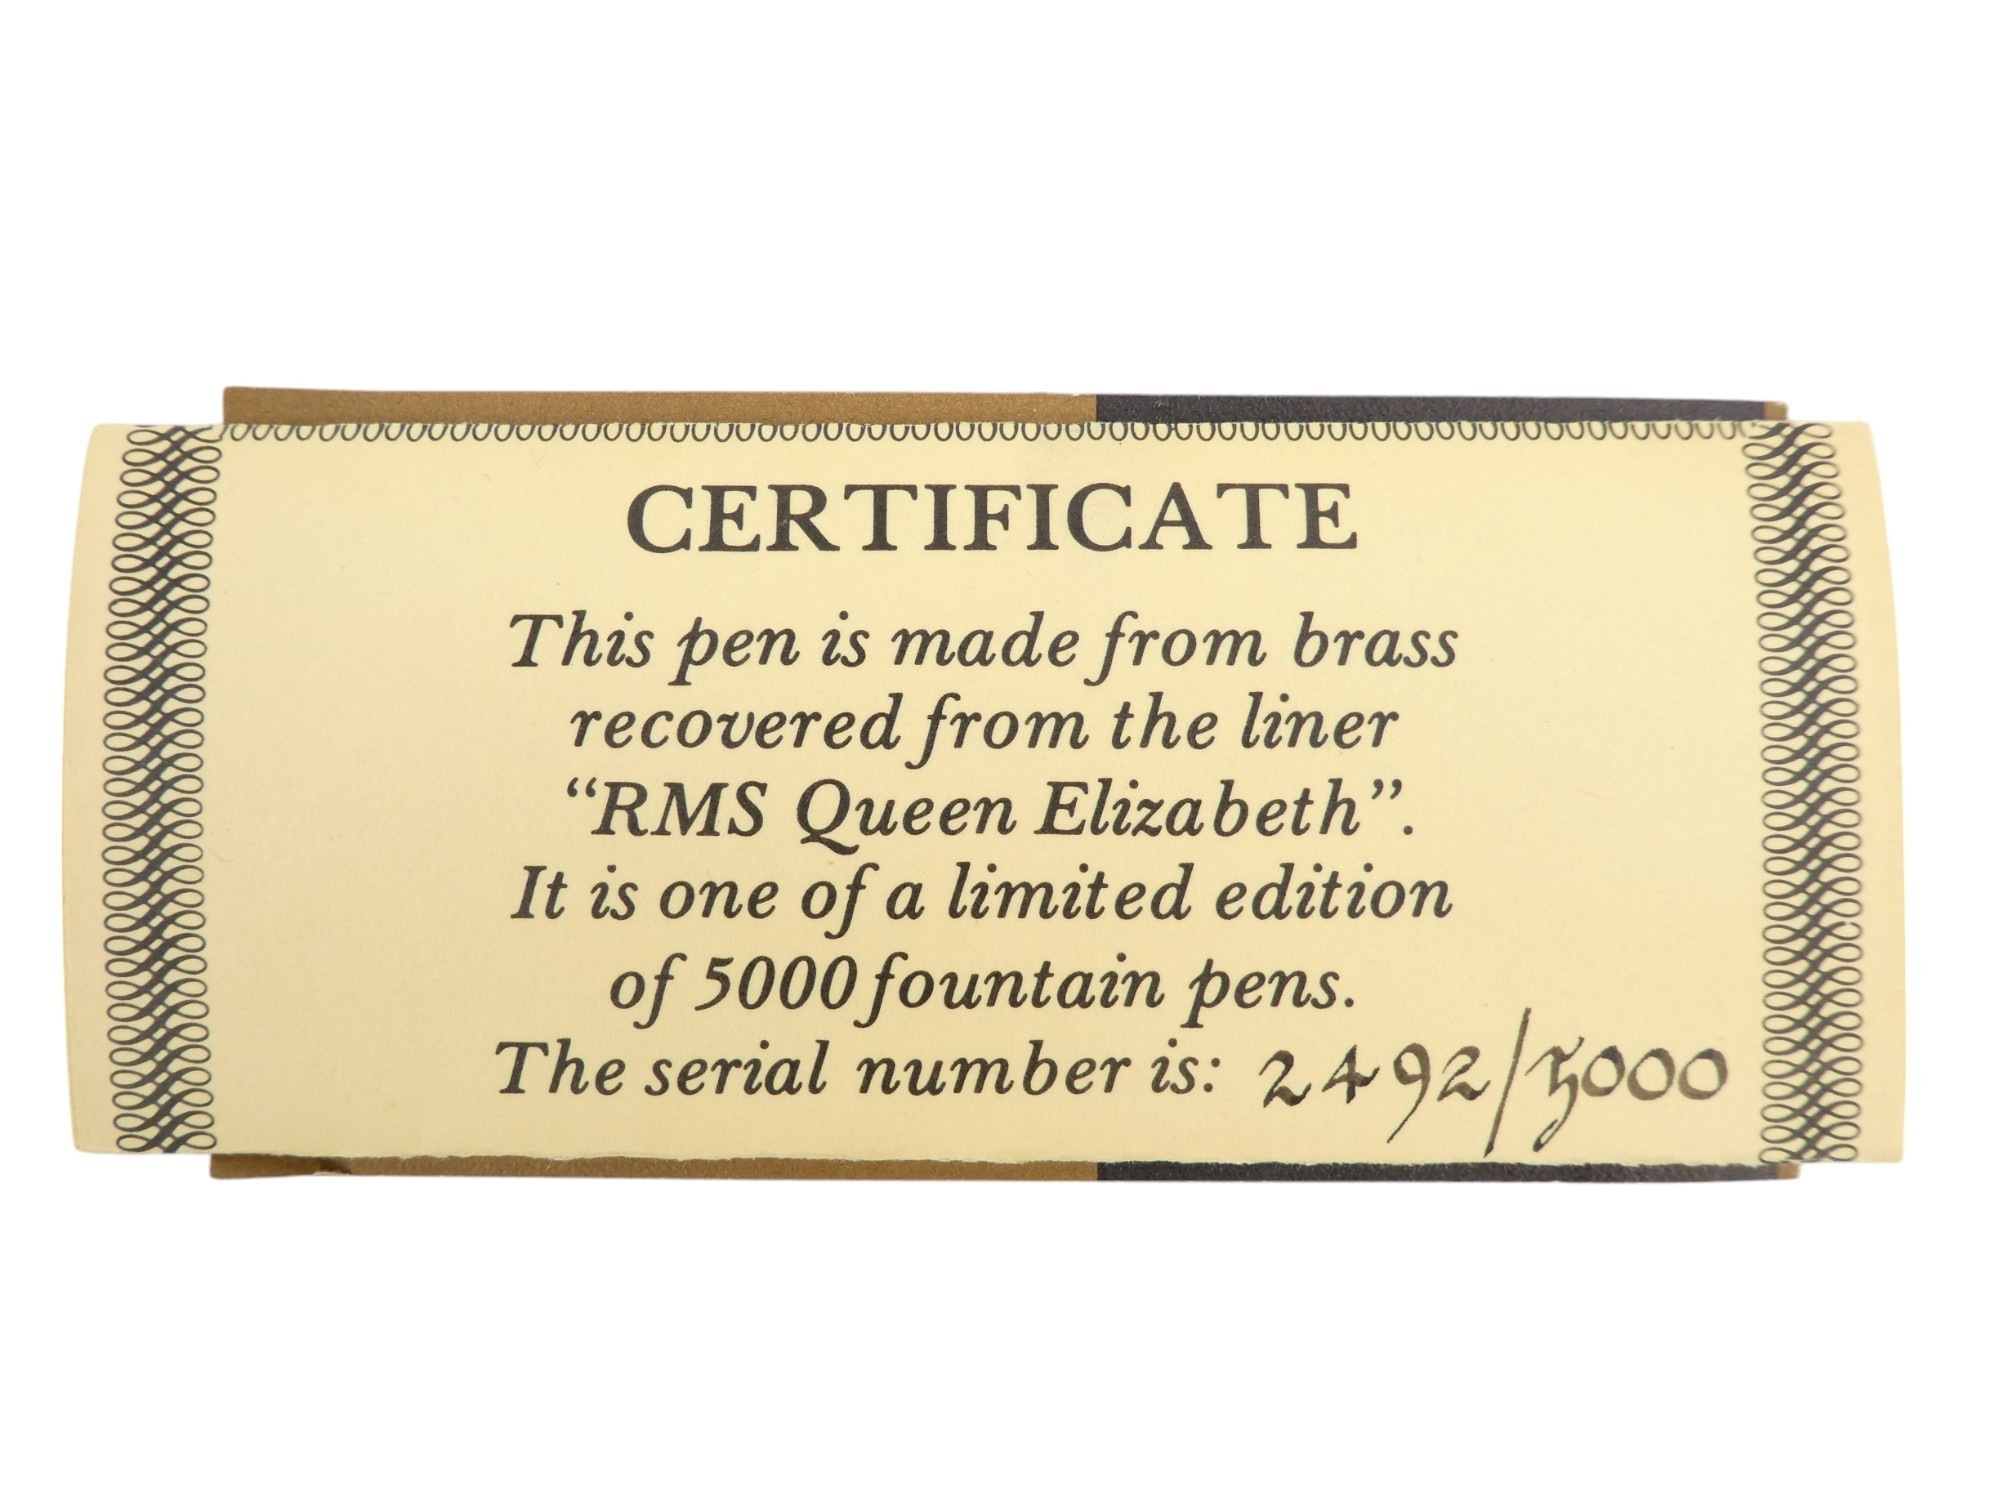 CERTIFICATE
This pen is made from brass
recovered from the liner
“RMS Queen Elizabeth”.
It is one of a limited edition
of 5000 fountain pens.
The serial number is: 2492/5000